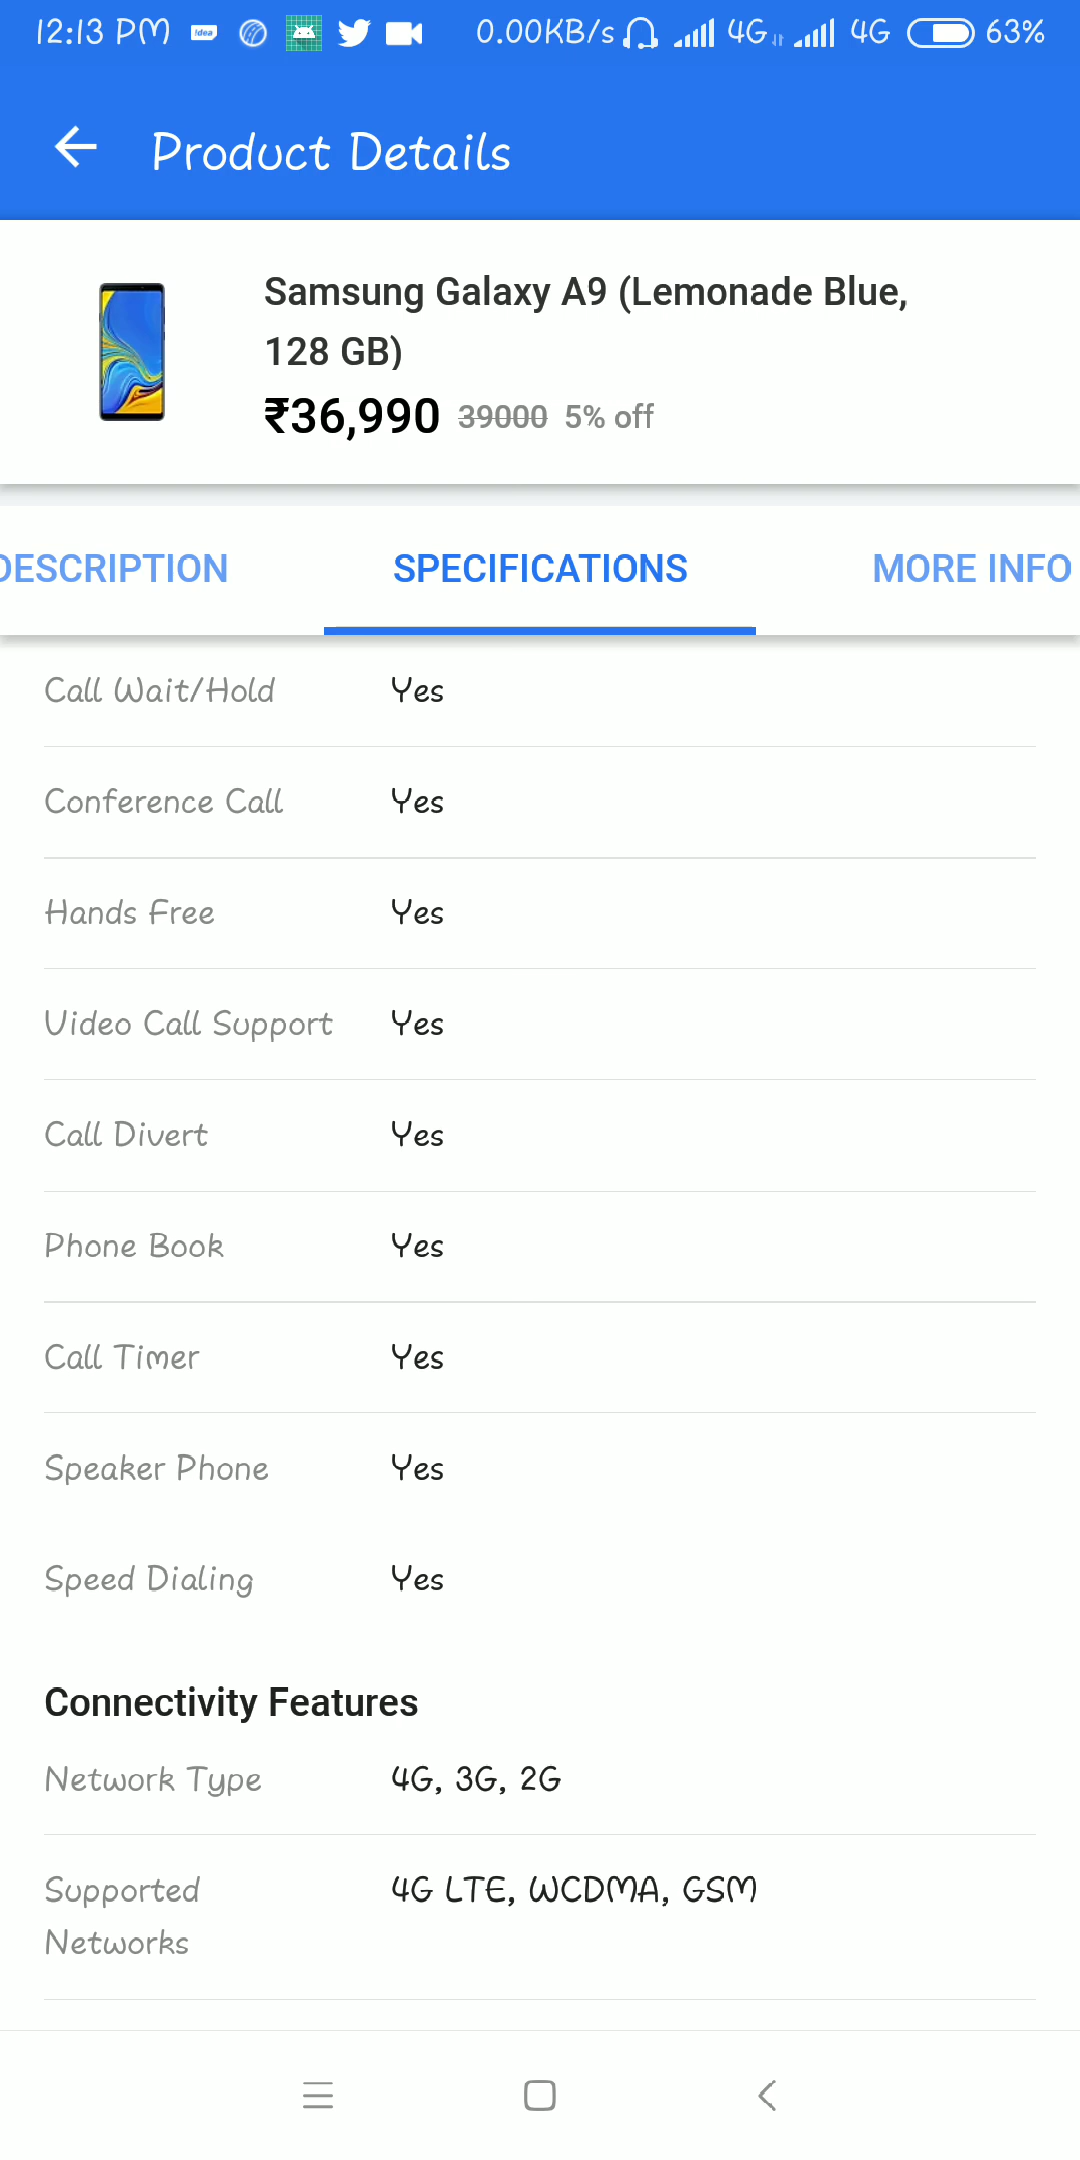 12:13 PM !dea 0.00KB/s 4G 4G 63%
Product Details
Samsung Galaxy A9 (Lemonade Blue,
128 GB)
₹36,990 39000 5% off
DESCRIPTION SPECIFICATIONS MORE INFO
Call Wait/Hold Yes
Conference Call Yes
Hands Free Yes
Video Call Support Yes
Call Divert Yes
Phone Book Yes
Call Timer Yes
Speaker Phone Yes
Speed Dialing Yes
Connectivity Features
Network Type 4G, 3G, 2G
Supported 4G LTE, WCDMA, GSM
Networks